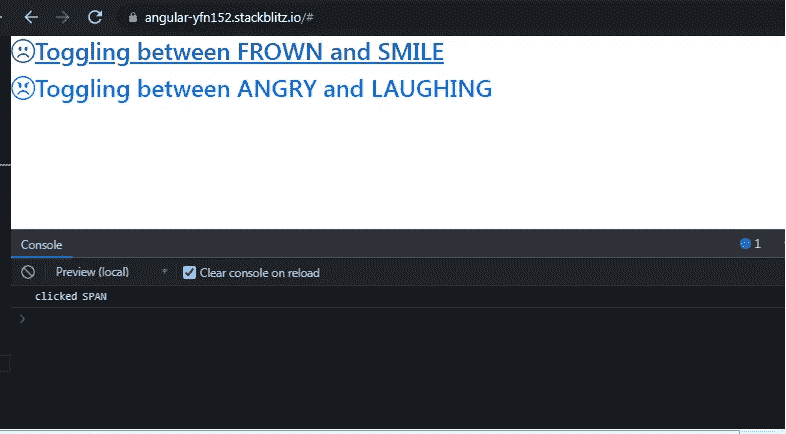 angular-yfn152.stackblitz.io/#
Toggling between FROWN and SMILE
Toggling between ANGRY and LAUGHING
Console
1
Preview (local)
Clear console on reload
clicked SPAN